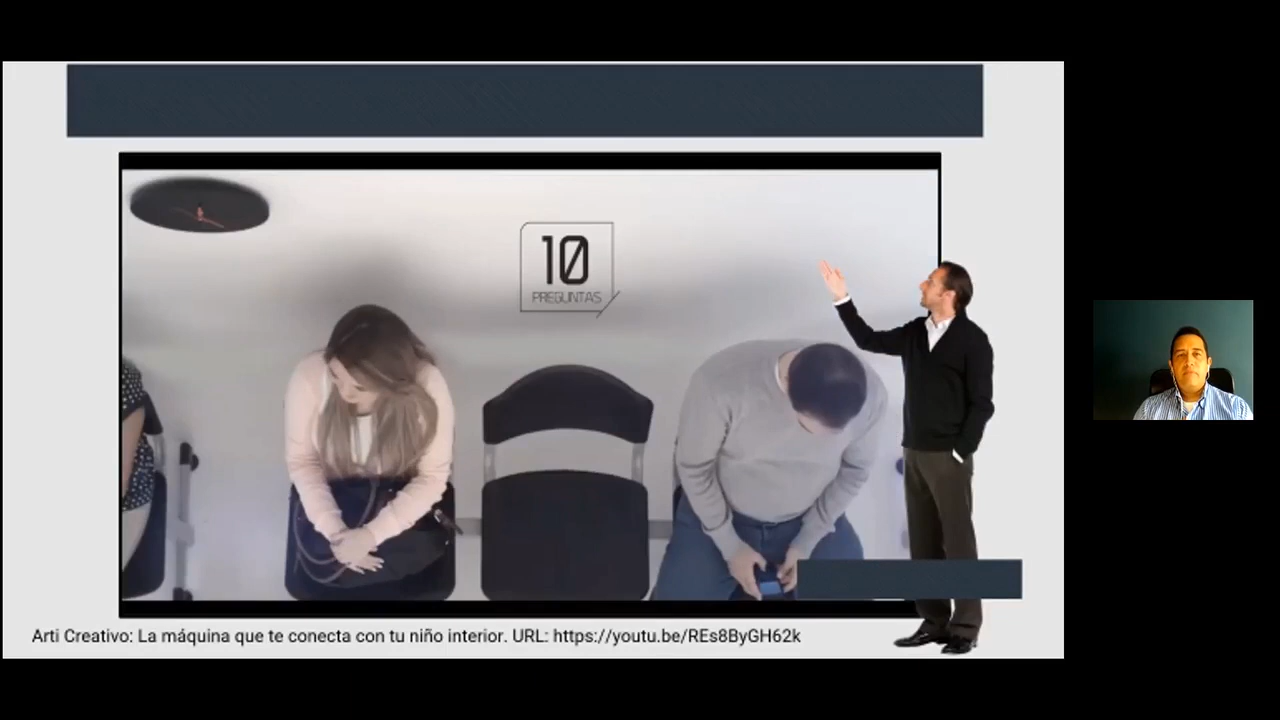 10
PREGUNTAS
Arti Creativo: La máquina que te conecta con tu niño interior. URL: https://youtu.be/REs8ByGH62k